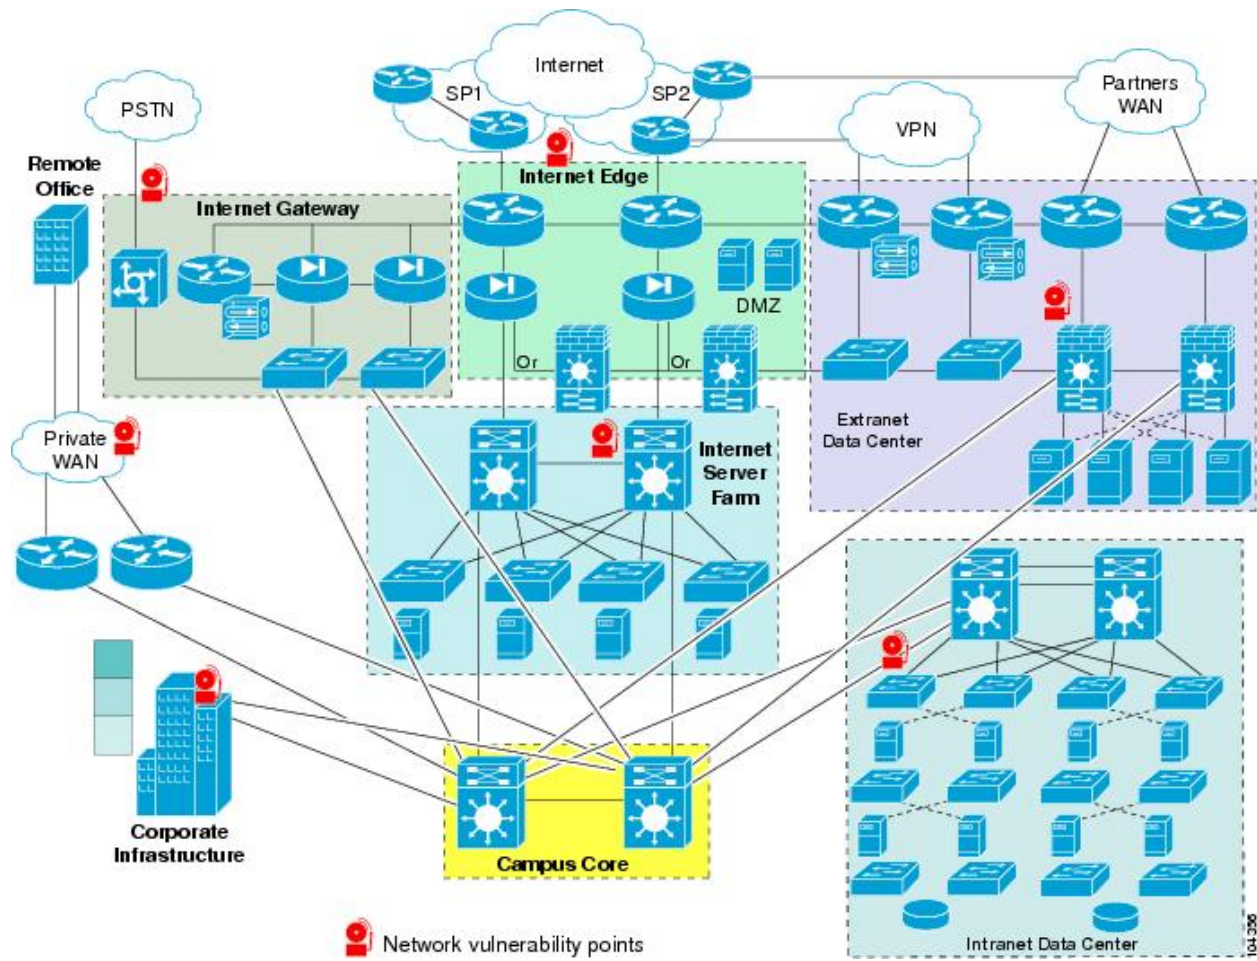 Internet
SP1
SP2
Partners
WAN
PSTN
VPN
Remote
Office
Internet Edge
Internet Gateway
DMZ
Or
Or
Private
WAN
Extranet
Data Center
Internet
Server
Farm
Corporate
Infrastructure
Campus Core
Network vulnerability points
Intranet Data Center
104356